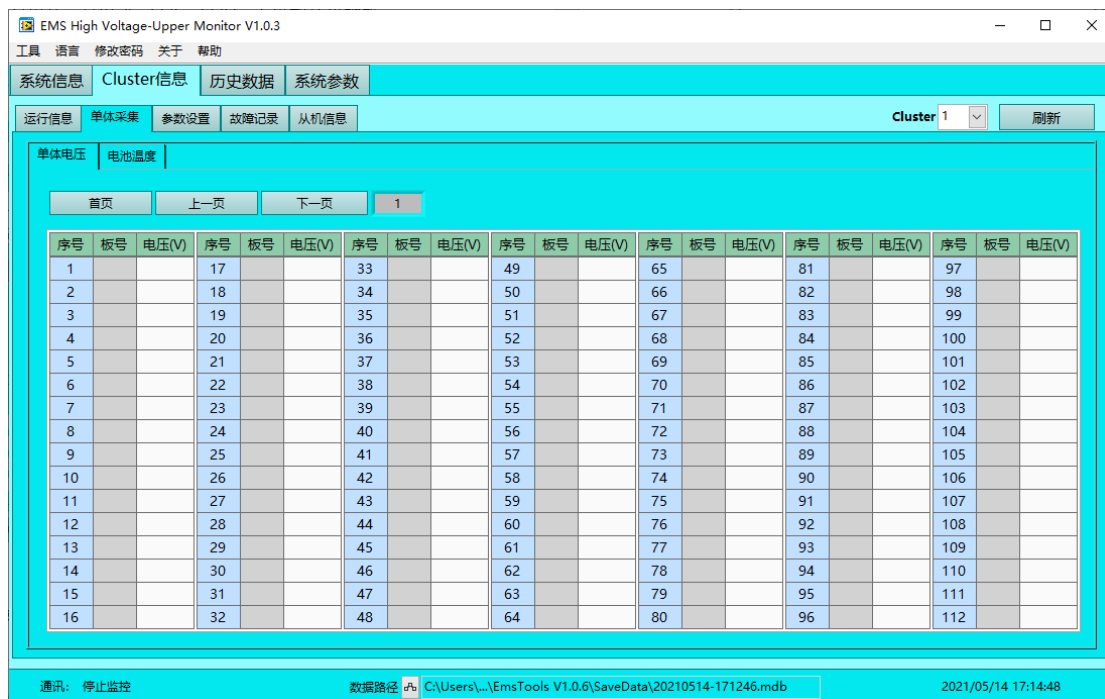 EMS High Voltage-Upper Monitor V1.0.3
工具 语言 修改密码 关于 帮助
系统信息 Cluster信息 历史数据 系统参数
运行信息 单体采集 参数设置 故障记录 从机信息 Cluster 1 刷新
单体电压 电池温度
首页 上一页 下一页 1
序号 板号 电压(V) 序号 板号 电压(V) 序号 板号 电压(V) 序号 板号 电压(V) 序号 板号 电压(V) 序号 板号 电压(V) 序号 板号 电压(V)
1 17 33 49 65 81 97
2 18 34 50 66 82 98
3 19 35 51 67 83 99
4 20 36 52 68 84 100
5 21 37 53 69 85 101
6 22 38 54 70 86 102
7 23 39 55 71 87 103
8 24 40 56 72 88 104
9 25 41 57 73 89 105
10 26 42 58 74 90 106
11 27 43 59 75 91 107
12 28 44 60 76 92 108
13 29 45 61 77 93 109
14 30 46 62 78 94 110
15 31 47 63 79 95 111
16 32 48 64 80 96 112
通讯: 停止监控 数据路径 C:\Users\...\EmsTools V1.0.6\SaveData\20210514-171246.mdb 2021/05/14 17:14:48